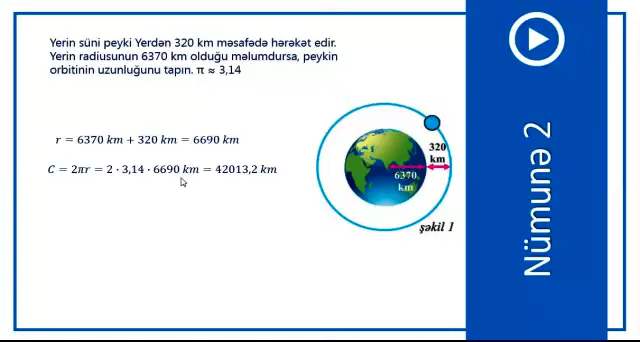 Yerin süni peyki Yerdən 320 km məsafədə hərəkət edir.
Yerin radiusunun 6370 km olduğu məlumdursa, peykin
orbitinin uzunluğunu tapın. π ≈ 3,14
r = 6370 km + 320 km = 6690 km
C = 2πr = 2 · 3,14 · 6690 km = 42013,2 km
320
km
6370,
km
şəkil 1
Nümunə 2